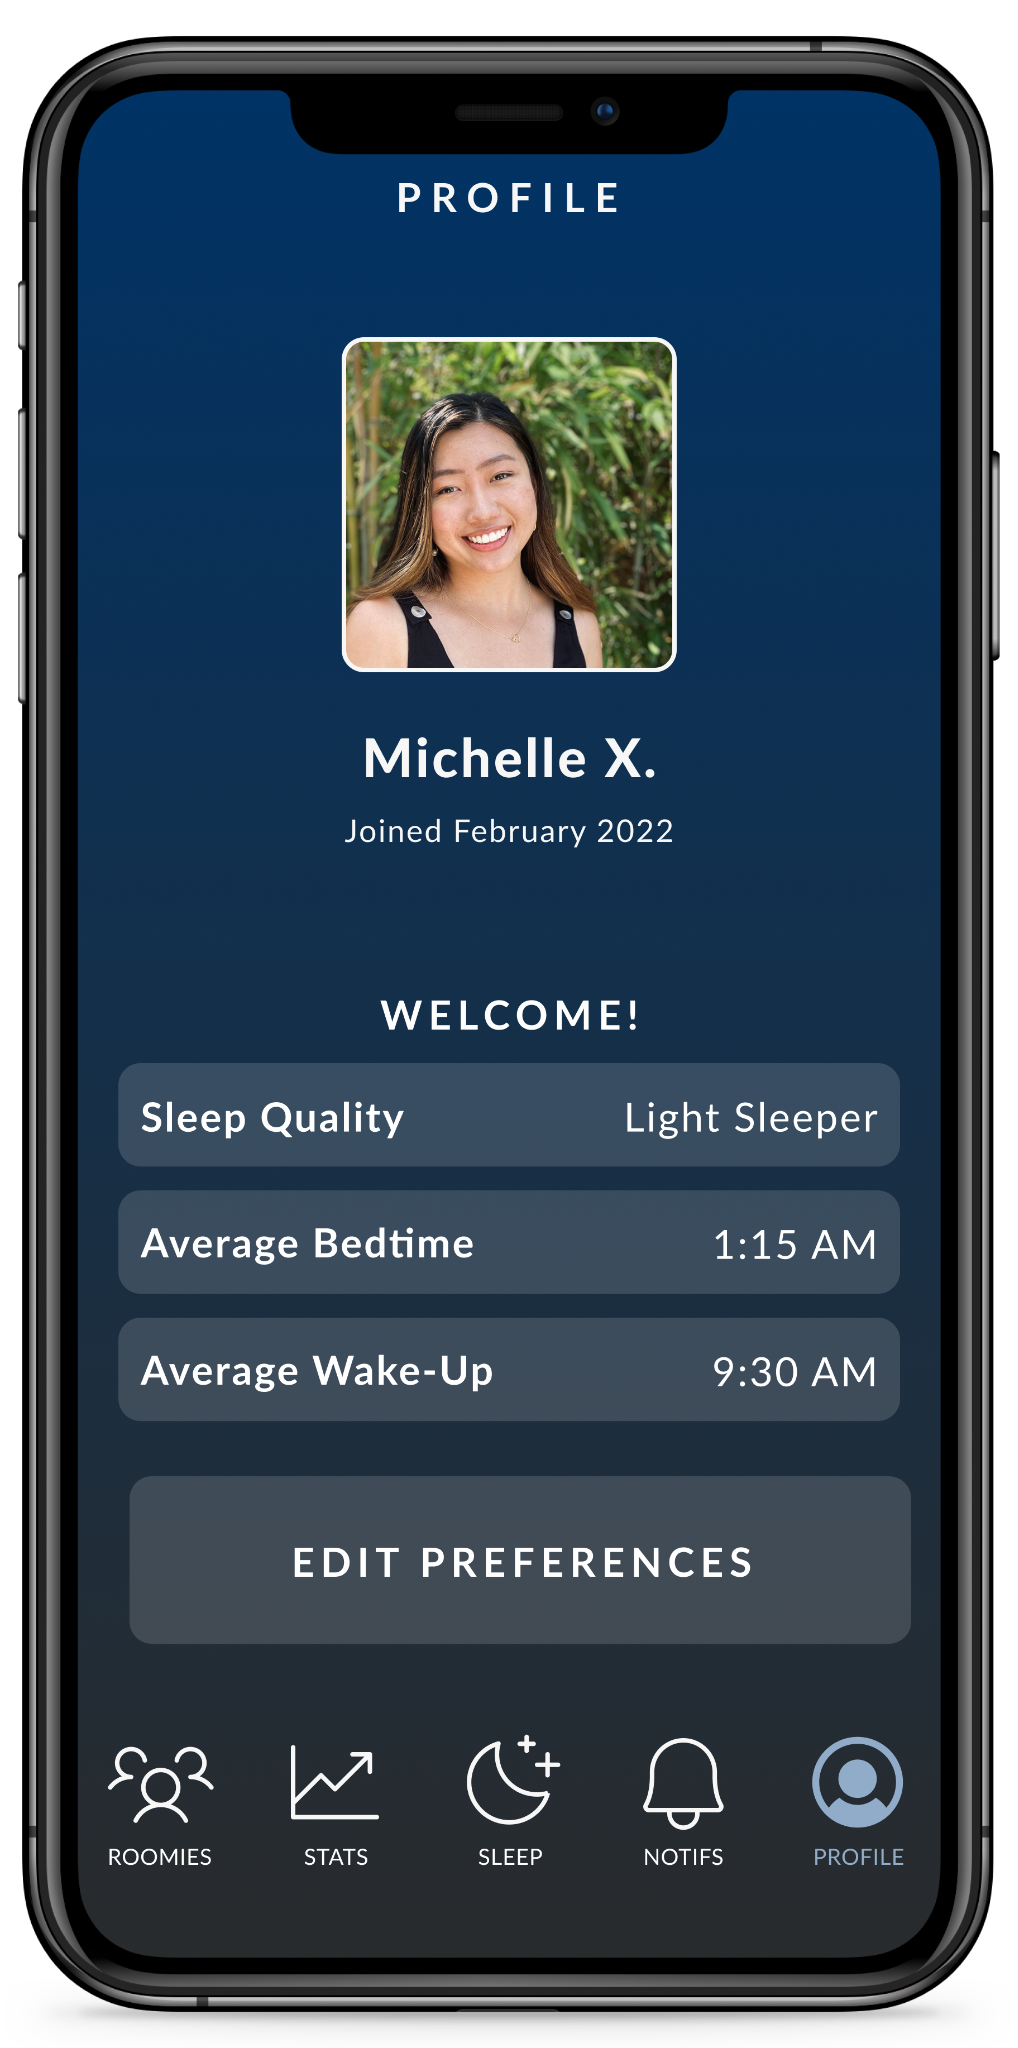 PROFILE
Michelle X.
Joined February 2022
WELCOME!
Sleep Quality Light Sleeper
Average Bedtime 1:15 AM
Average Wake-Up 9:30 AM
EDIT PREFERENCES
ROOMIES STATS SLEEP NOTIFS PROFILE